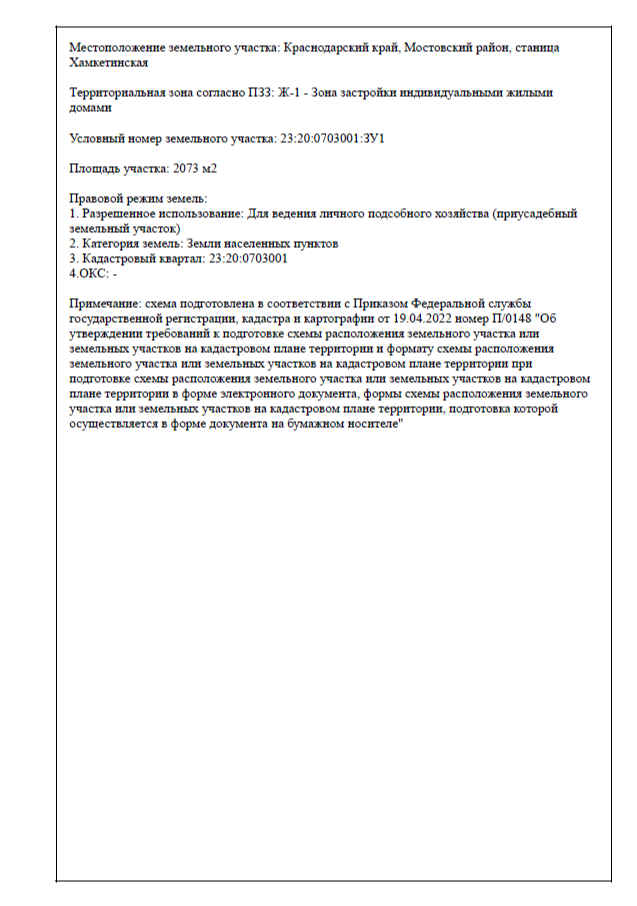 Местоположение земельного участка: Краснодарский край, Мостовский район, станица
Хамкетинская
Территориальная зона согласно ПЗЗ: Ж-1 - Зона застройки индивидуальными жилыми
домами
Условный номер земельного участка: 23:20:0703001:ЗУ1
Площадь участка: 2073 м2
Правовой режим земель:
1. Разрешенное использование: Для ведения личного подсобного хозяйства (приусадебный
земельный участок)
2. Категория земель: Земли населенных пунктов
3. Кадастровый квартал: 23:20:0703001
4.ОКС: -
Примечание: схема подготовлена в соответствии с Приказом Федеральной службы
государственной регистрации, кадастра и картографии от 19.04.2022 номер П/0148 "Об
утверждении требований к подготовке схемы расположения земельного участка или
земельных участков на кадастровом плане территории и формату схемы расположения
земельного участка или земельных участков на кадастровом плане территории при
подготовке схемы расположения земельного участка или земельных участков на кадастровом
плане территории в форме электронного документа, формы схемы расположения земельного
участка или земельных участков на кадастровом плане территории, подготовка которой
осуществляется в форме документа на бумажном носителе"